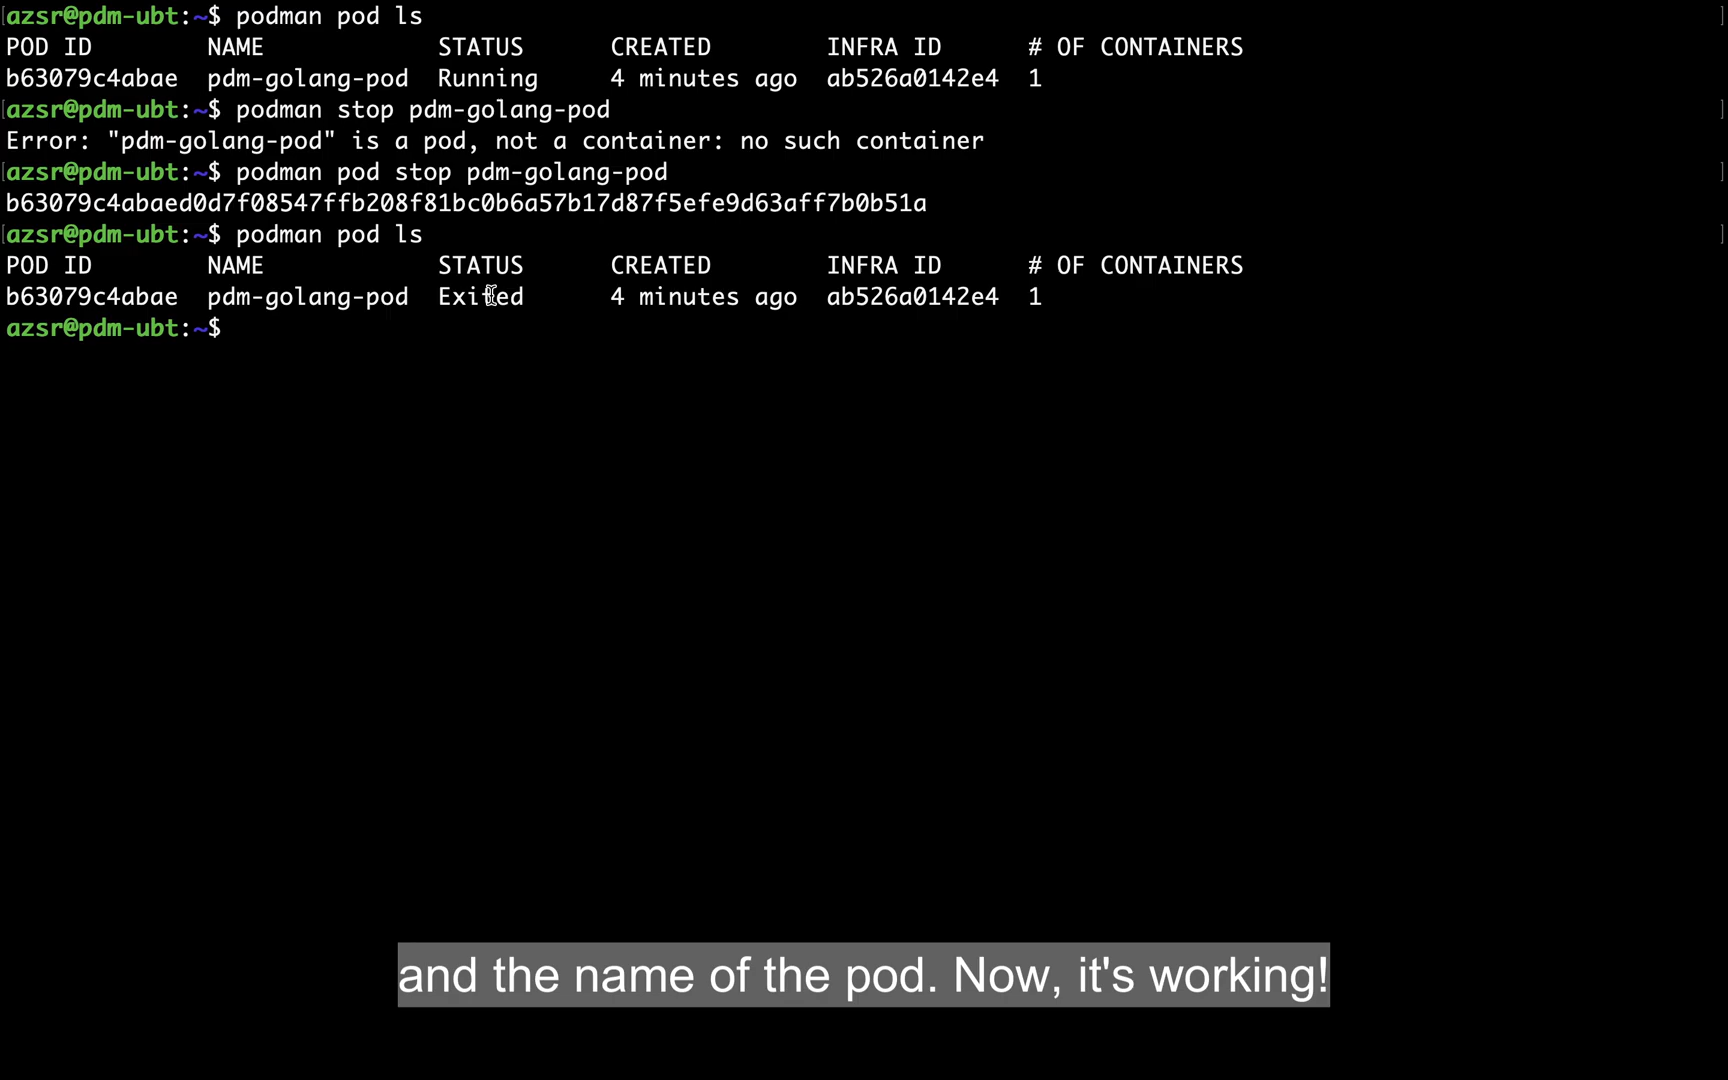 azsr@pdm-ubt:~$ podman pod ls
POD ID        NAME            STATUS      CREATED        INFRA ID      # OF CONTAINERS
b63079c4abae  pdm-golang-pod  Running     4 minutes ago  ab526a0142e4  1
azsr@pdm-ubt:~$ podman stop pdm-golang-pod
Error: "pdm-golang-pod" is a pod, not a container: no such container
azsr@pdm-ubt:~$ podman pod stop pdm-golang-pod
b63079c4abaed0d7f08547ffb208f81bc0b6a57b17d87f5efe9d63aff7b0b51a
azsr@pdm-ubt:~$ podman pod ls
POD ID        NAME            STATUS      CREATED        INFRA ID      # OF CONTAINERS
b63079c4abae  pdm-golang-pod  Exited      4 minutes ago  ab526a0142e4  1
azsr@pdm-ubt:~$
and the name of the pod. Now, it's working!